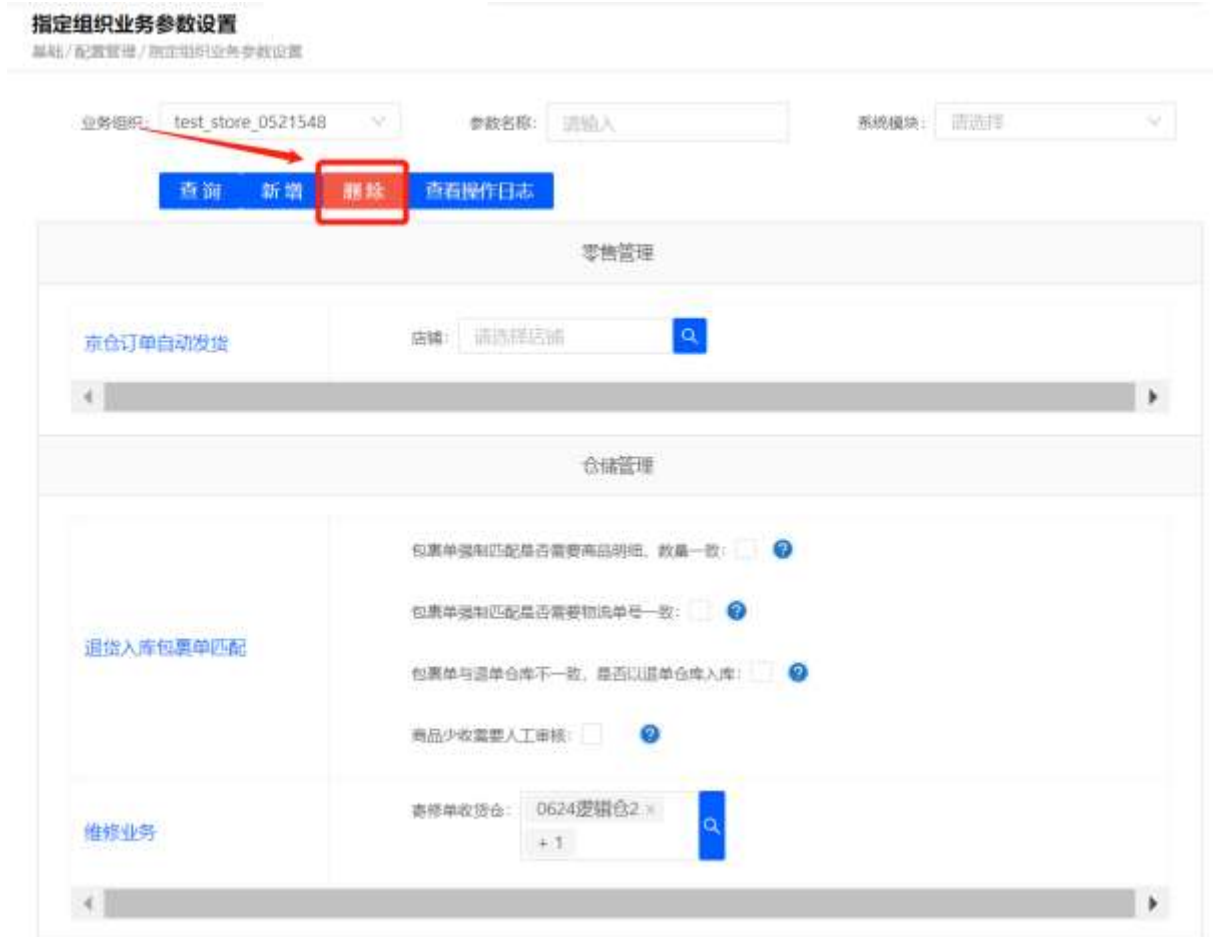 指定组织业务参数设置
基础/配置管理/指定组织业务参数设置
业务组织: test_store_0521548 参数名称: 请输入 系统模块: 请选择
查 询 新 增 删 除 查看操作日志
零售管理
京仓订单自动发货 店铺: 请选择店铺
仓储管理
包裹单强制匹配是否需要商品明细、数量一致:
包裹单强制匹配是否需要物流单号一致:
退货入库包裹单匹配
包裹单与退单仓库不一致，是否以退单仓库入库:
商品少收需要人工审核:
寄修单收货仓: 0624逻辑仓2 ×
维修业务
+ 1